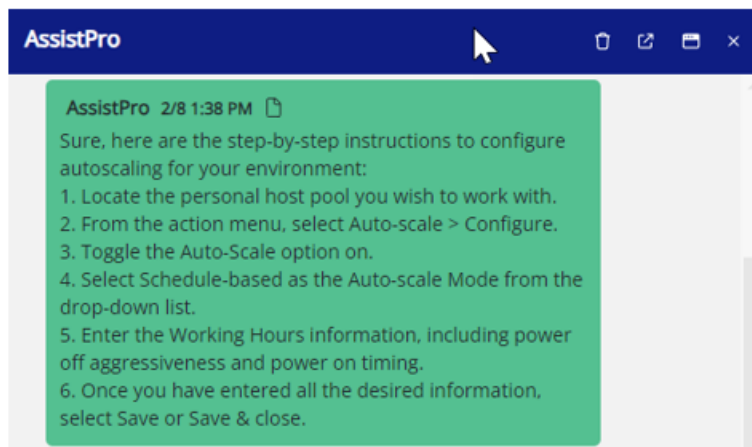 AssistPro
AssistPro 2/8 1:38 PM
Sure, here are the step-by-step instructions to configure
autoscaling for your environment:
1. Locate the personal host pool you wish to work with.
2. From the action menu, select Auto-scale > Configure.
3. Toggle the Auto-Scale option on.
4. Select Schedule-based as the Auto-scale Mode from the
drop-down list.
5. Enter the Working Hours information, including power
off aggressiveness and power on timing.
6. Once you have entered all the desired information,
select Save or Save & close.